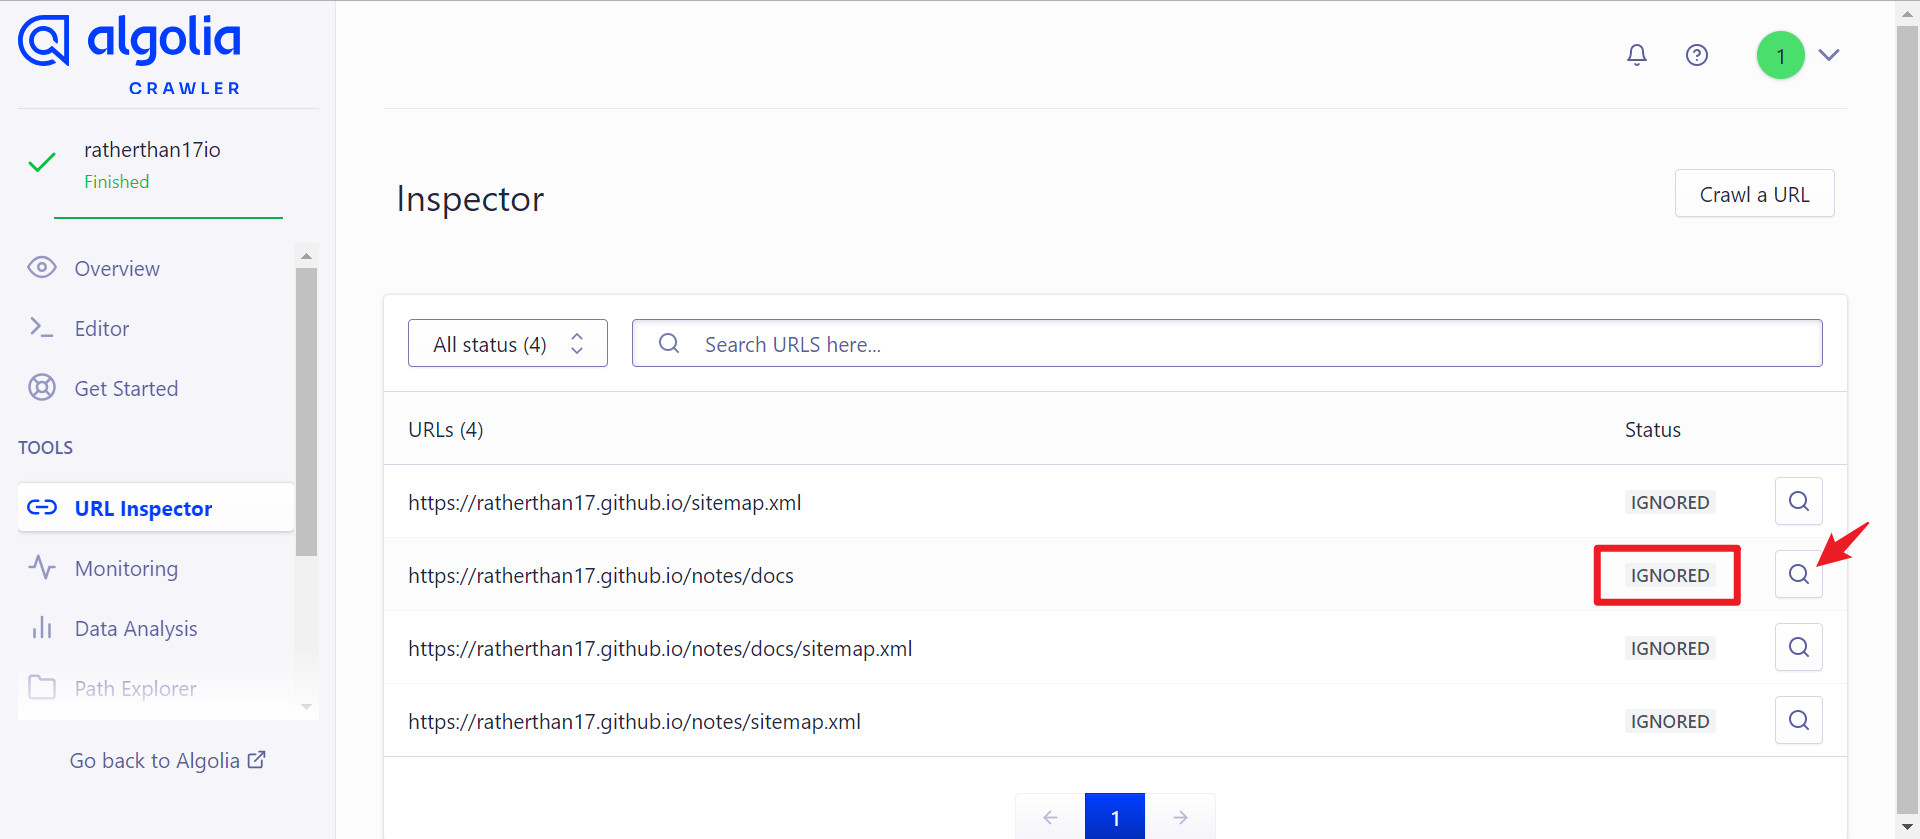 algolia
CRAWLER
1
ratherthan17io
Finished
Inspector
Crawl a URL
Overview
Editor
Get Started
TOOLS
URL Inspector
Monitoring
Data Analysis
Path Explorer
Go back to Algolia
All status (4)
Search URLS here...
URLs (4) Status
https://ratherthan17.github.io/sitemap.xml IGNORED
https://ratherthan17.github.io/notes/docs IGNORED
https://ratherthan17.github.io/notes/docs/sitemap.xml IGNORED
https://ratherthan17.github.io/notes/sitemap.xml IGNORED
1